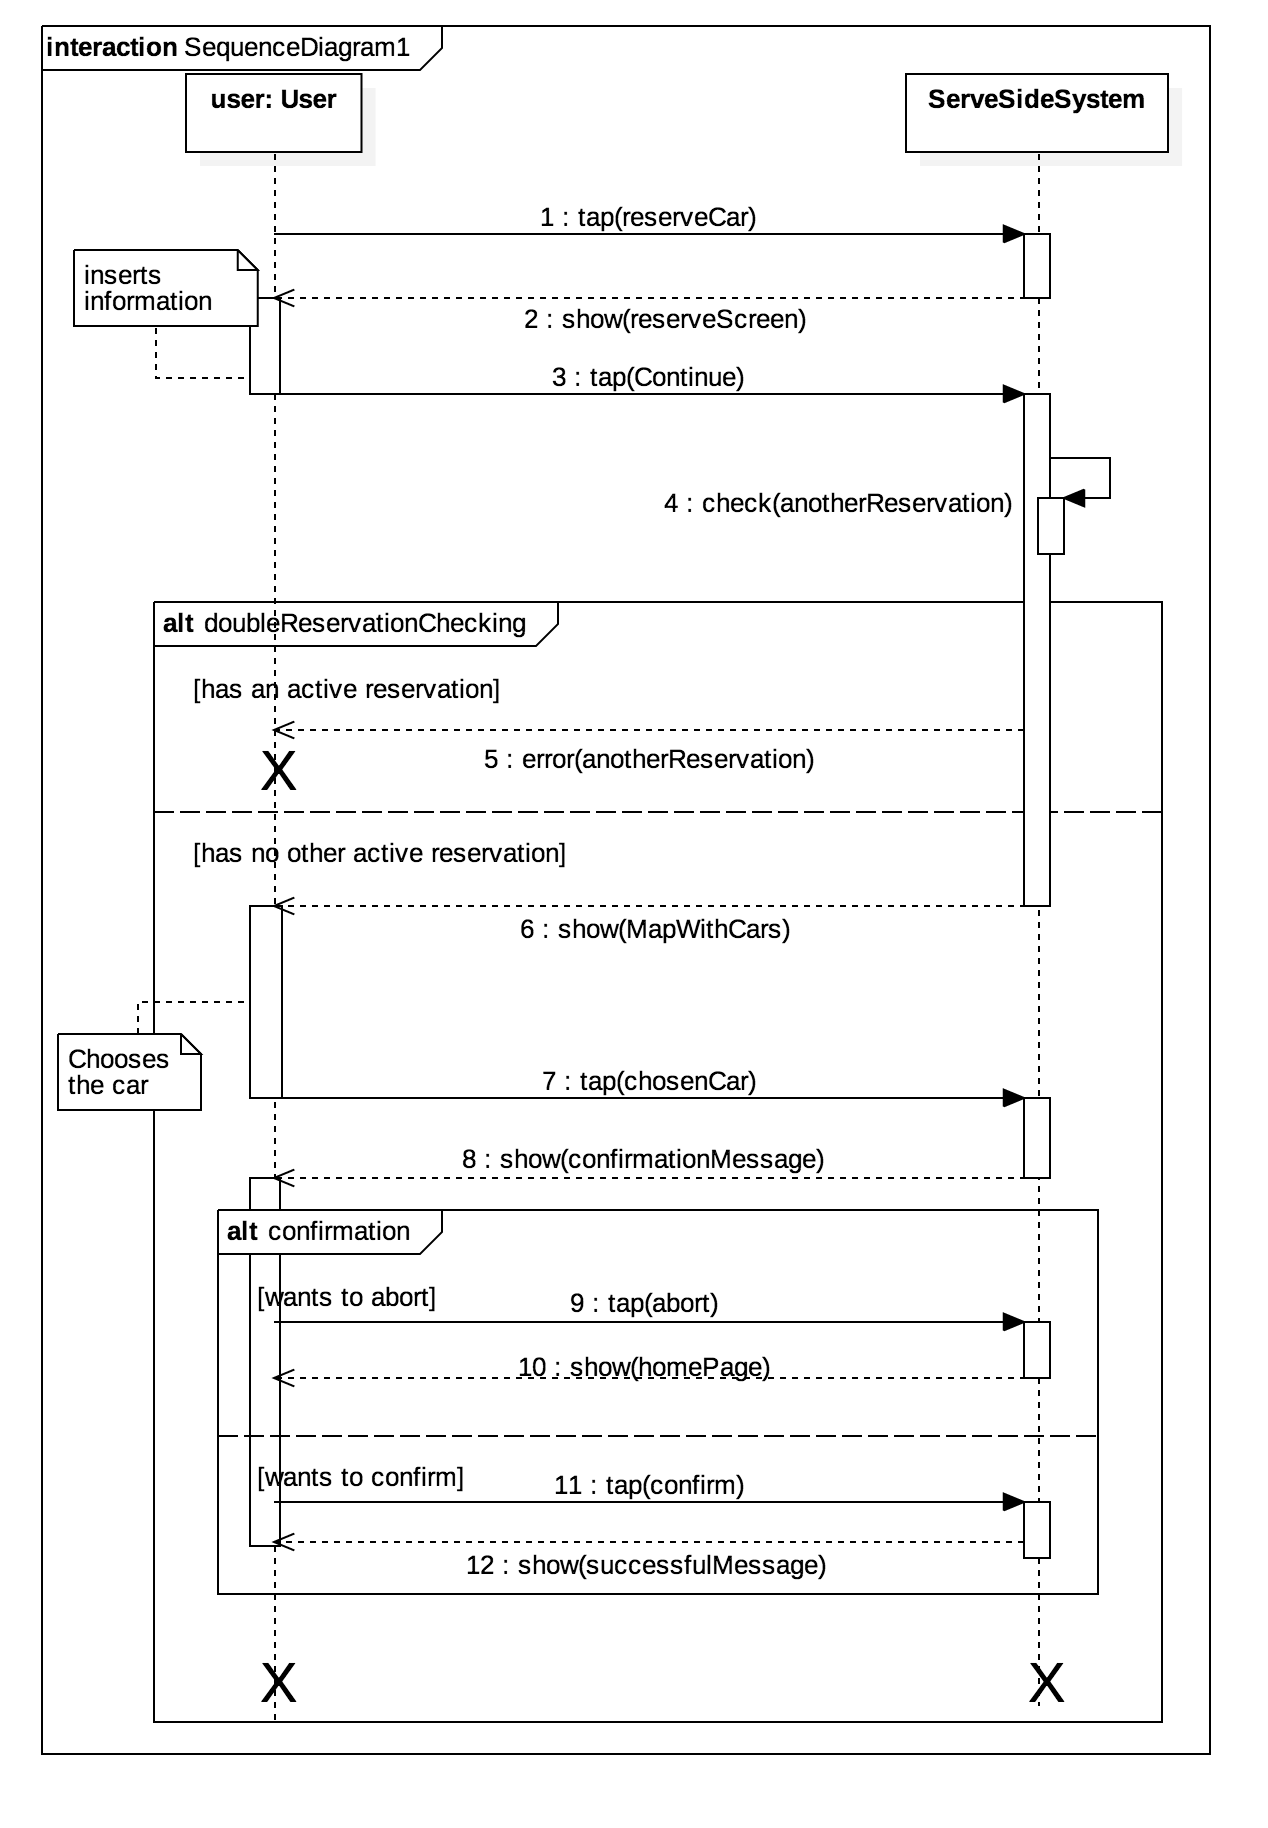 interaction SequenceDiagram1
user: User
ServeSideSystem
1 : tap(reserveCar)
inserts
information
2 : show(reserveScreen)
3 : tap(Continue)
4 : check(anotherReservation)
alt doubleReservationChecking
[has an active reservation]
5 : error(anotherReservation)
X
[has no other active reservation]
6 : show(MapWithCars)
Chooses
the car
7 : tap(chosenCar)
8 : show(confirmationMessage)
alt confirmation
[wants to abort]
9 : tap(abort)
10 : show(homePage)
[wants to confirm]
11 : tap(confirm)
12 : show(successfulMessage)
X
X